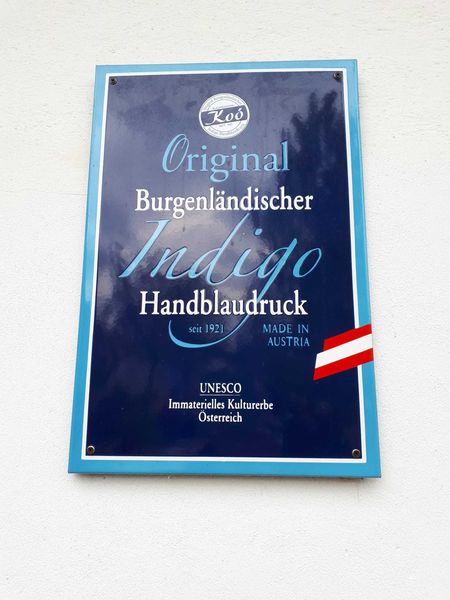 Koó
Original
Burgenländischer
Indigo
Handblaudruck
seit 1921
MADE IN
AUSTRIA
UNESCO
Immaterielles Kulturerbe
Österreich